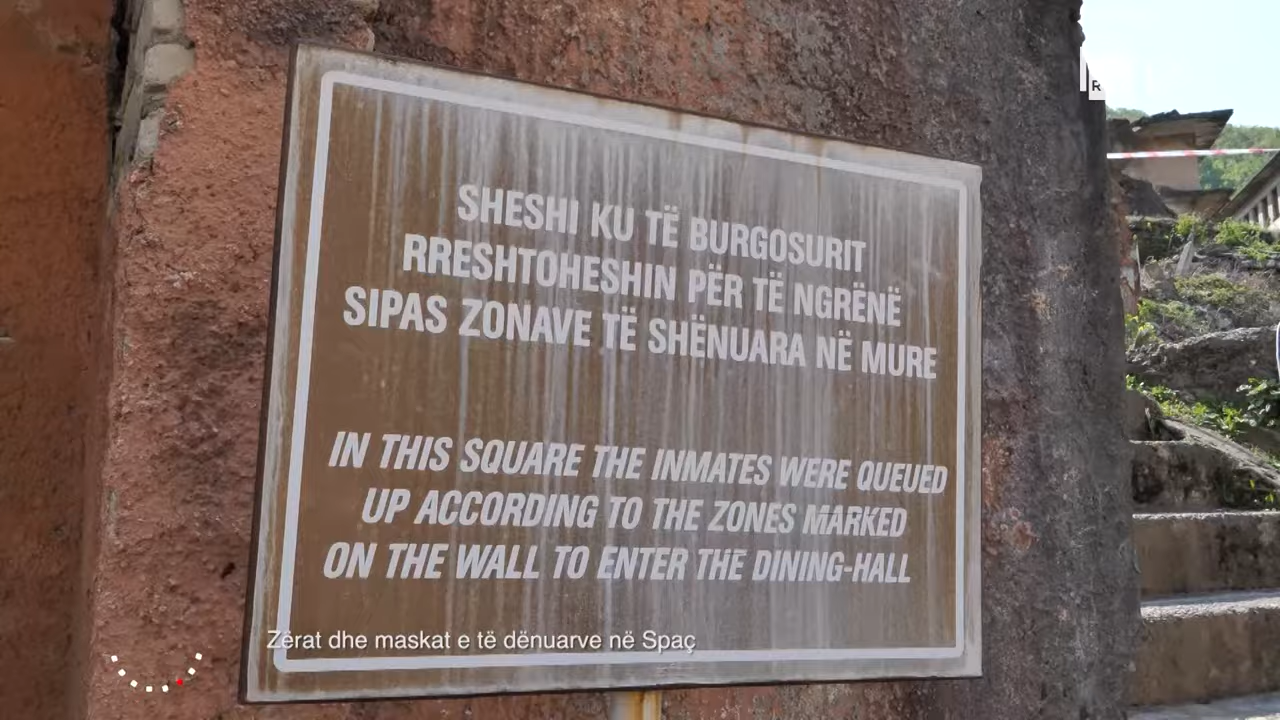 SHESHI KU TË BURGOSURIT
RRESHTOHESHIN PËR TË NGRËNË
SIPAS ZONAVE TË SHËNUARA NË MURE
IN THIS SQUARE THE INMATES WERE QUEUED
UP ACCORDING TO THE ZONES MARKED
ON THE WALL TO ENTER THE DINING-HALL
Zërat dhe maskat e të dënuarve në Spaç
R